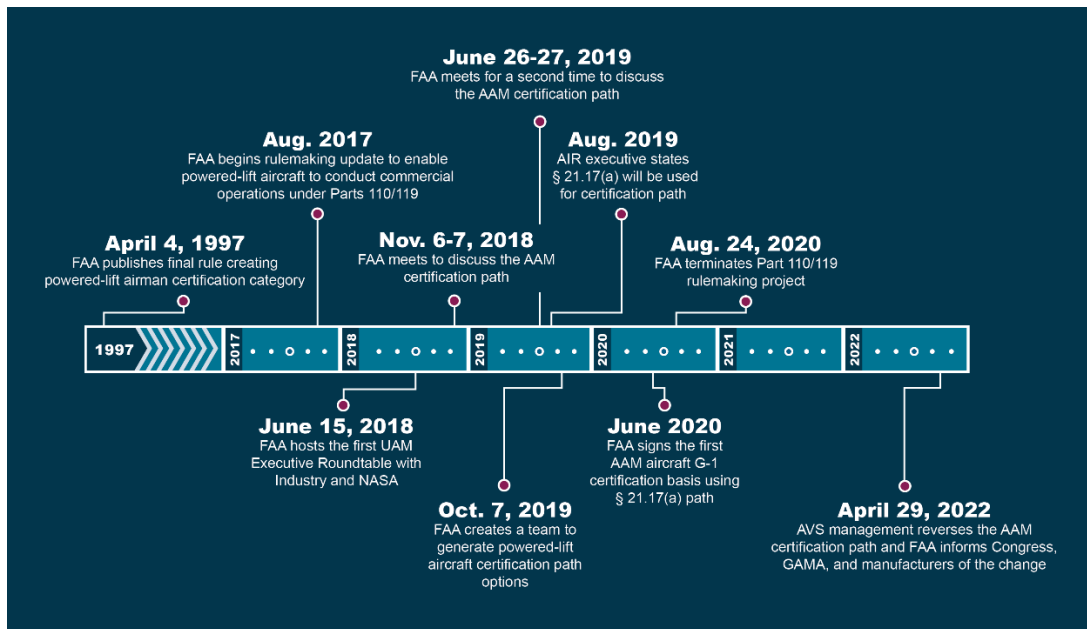 June 26-27, 2019
FAA meets for a second time to discuss
the AAM certification path
Aug. 2017
FAA begins rulemaking update to enable
powered-lift aircraft to conduct commercial
operations under Parts 110/119
Aug. 2019
AIR executive states
§ 21.17(a) will be used
for certification path
April 4, 1997
FAA publishes final rule creating
powered-lift airman certification category
Nov. 6-7, 2018
FAA meets to discuss the AAM
certification path
Aug. 24, 2020
FAA terminates Part 110/119
rulemaking project
1997
2017
2018
2019
2020
2021
2022
June 15, 2018
FAA hosts the first UAM
Executive Roundtable with
Industry and NASA
Oct. 7, 2019
FAA creates a team to
generate powered-lift
aircraft certification path
options
June 2020
FAA signs the first
AAM aircraft G-1
certification basis using
§ 21.17(a) path
April 29, 2022
AVS management reverses the AAM
certification path and FAA informs Congress,
GAMA, and manufacturers of the change